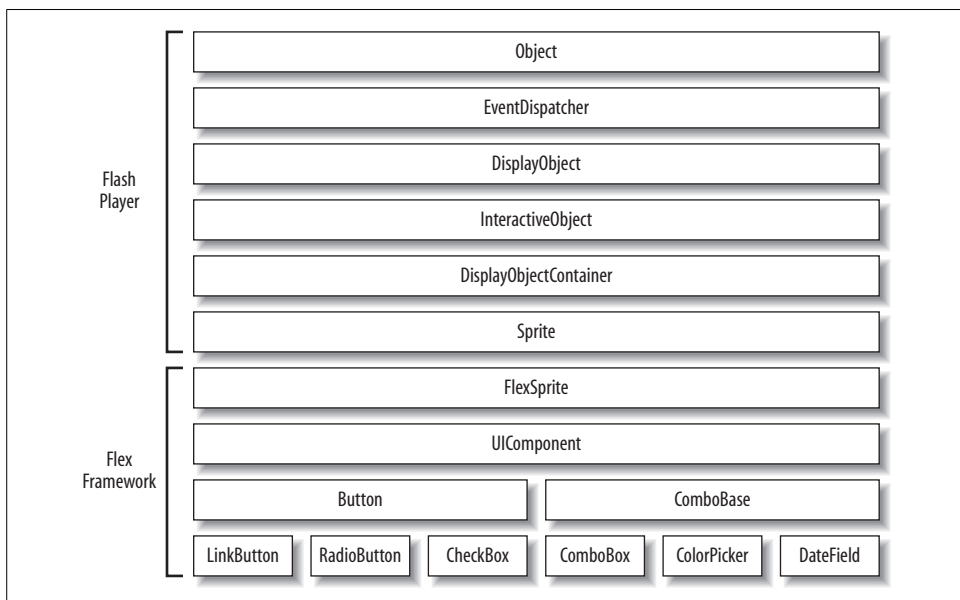 Object
EventDispatcher
DisplayObject
Flash
Player
InteractiveObject
DisplayObjectContainer
Sprite
FlexSprite
UIComponent
Flex
Framework
Button
ComboBase
LinkButton
RadioButton
CheckBox
ComboBox
ColorPicker
DateField